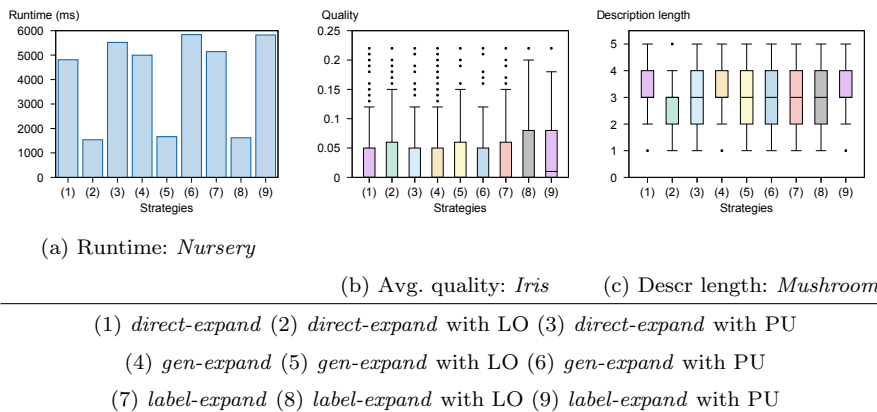 Runtime (ms)
6000
5000
4000
3000
2000
1000
0
(1) (2) (3) (4) (5) (6) (7) (8) (9)
Strategies
(a) Runtime: Nursery
Quality
0.25
0.2
0.15
0.1
0.05
0
(1) (2) (3) (4) (5) (6) (7) (8) (9)
Strategies
(b) Avg. quality: Iris
Description length
5
4
3
2
1
0
(1) (2) (3) (4) (5) (6) (7) (8) (9)
Strategies
(c) Descr length: Mushroom
(1) direct-expand (2) direct-expand with LO (3) direct-expand with PU
(4) gen-expand (5) gen-expand with LO (6) gen-expand with PU
(7) label-expand (8) label-expand with LO (9) label-expand with PU